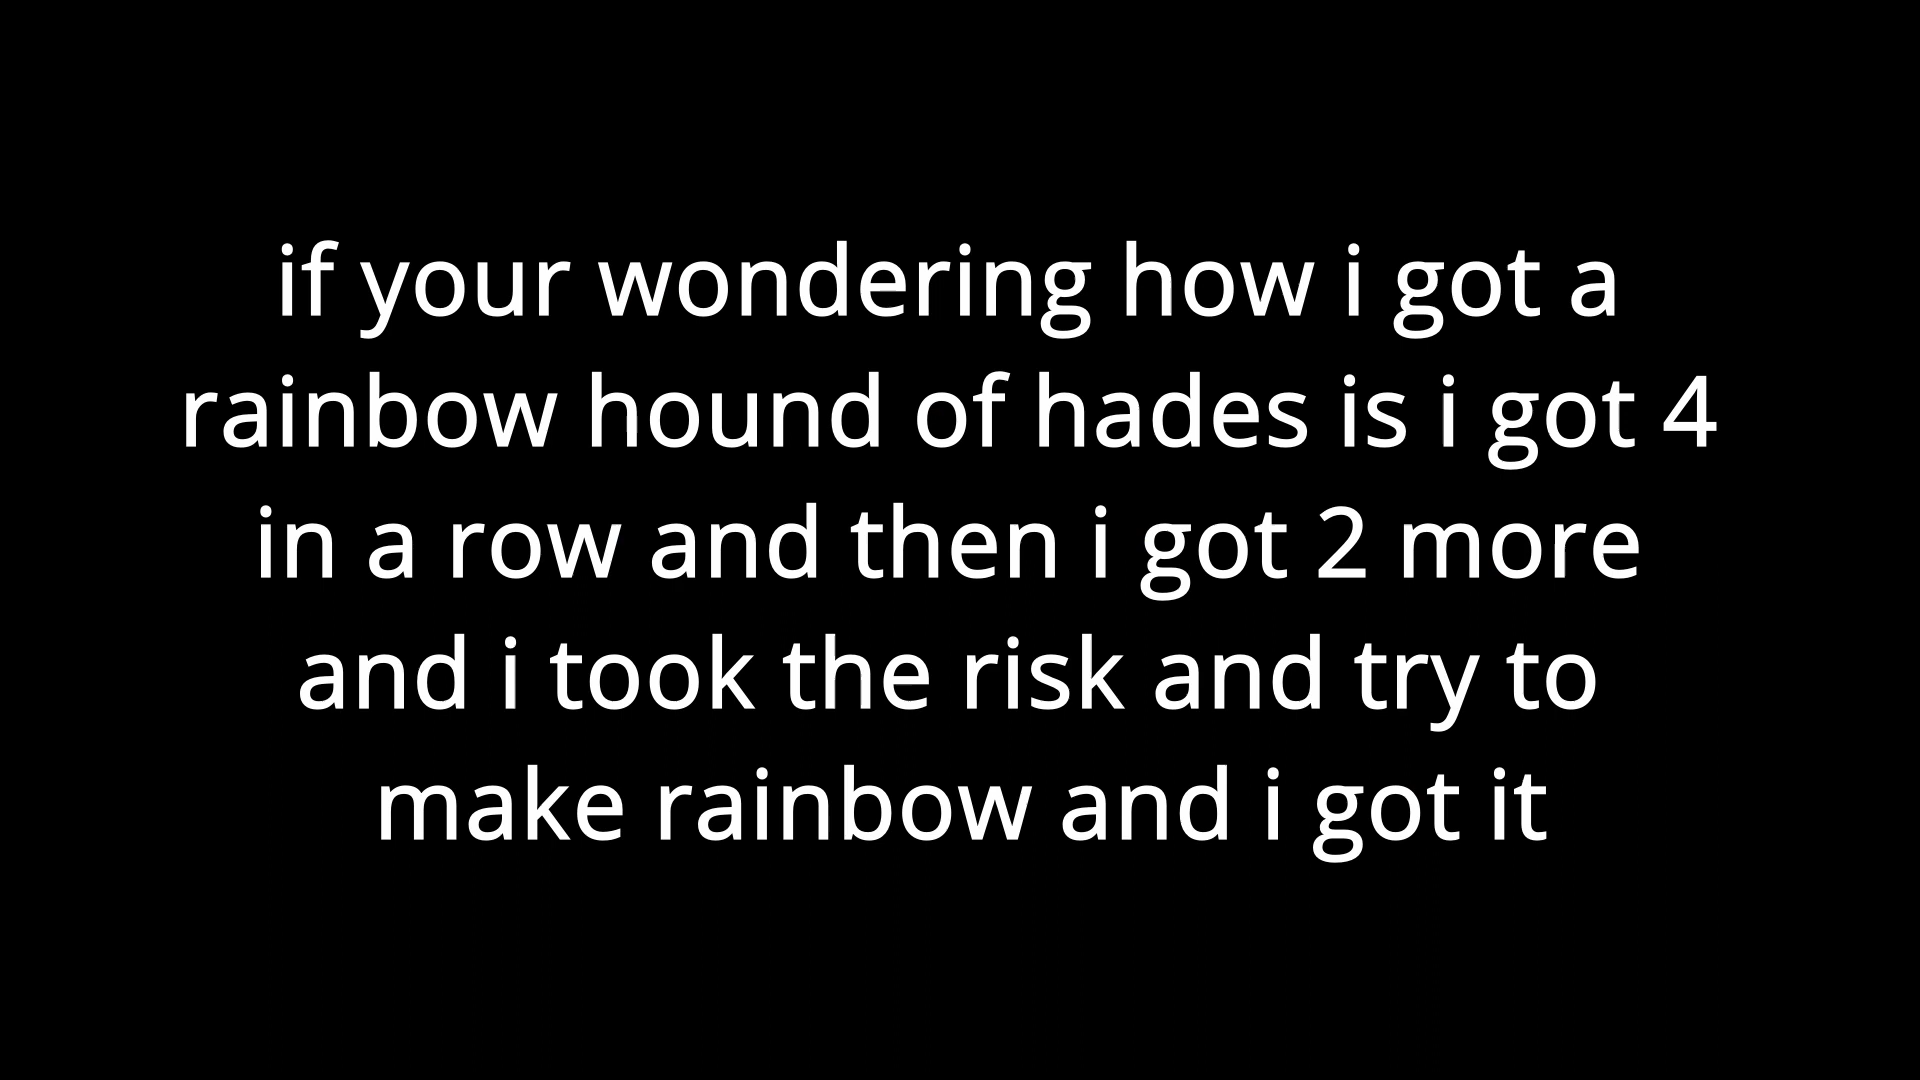 if your wondering how i got a
rainbow hound of hades is i got 4
in a row and then i got 2 more
and i took the risk and try to
make rainbow and i got it